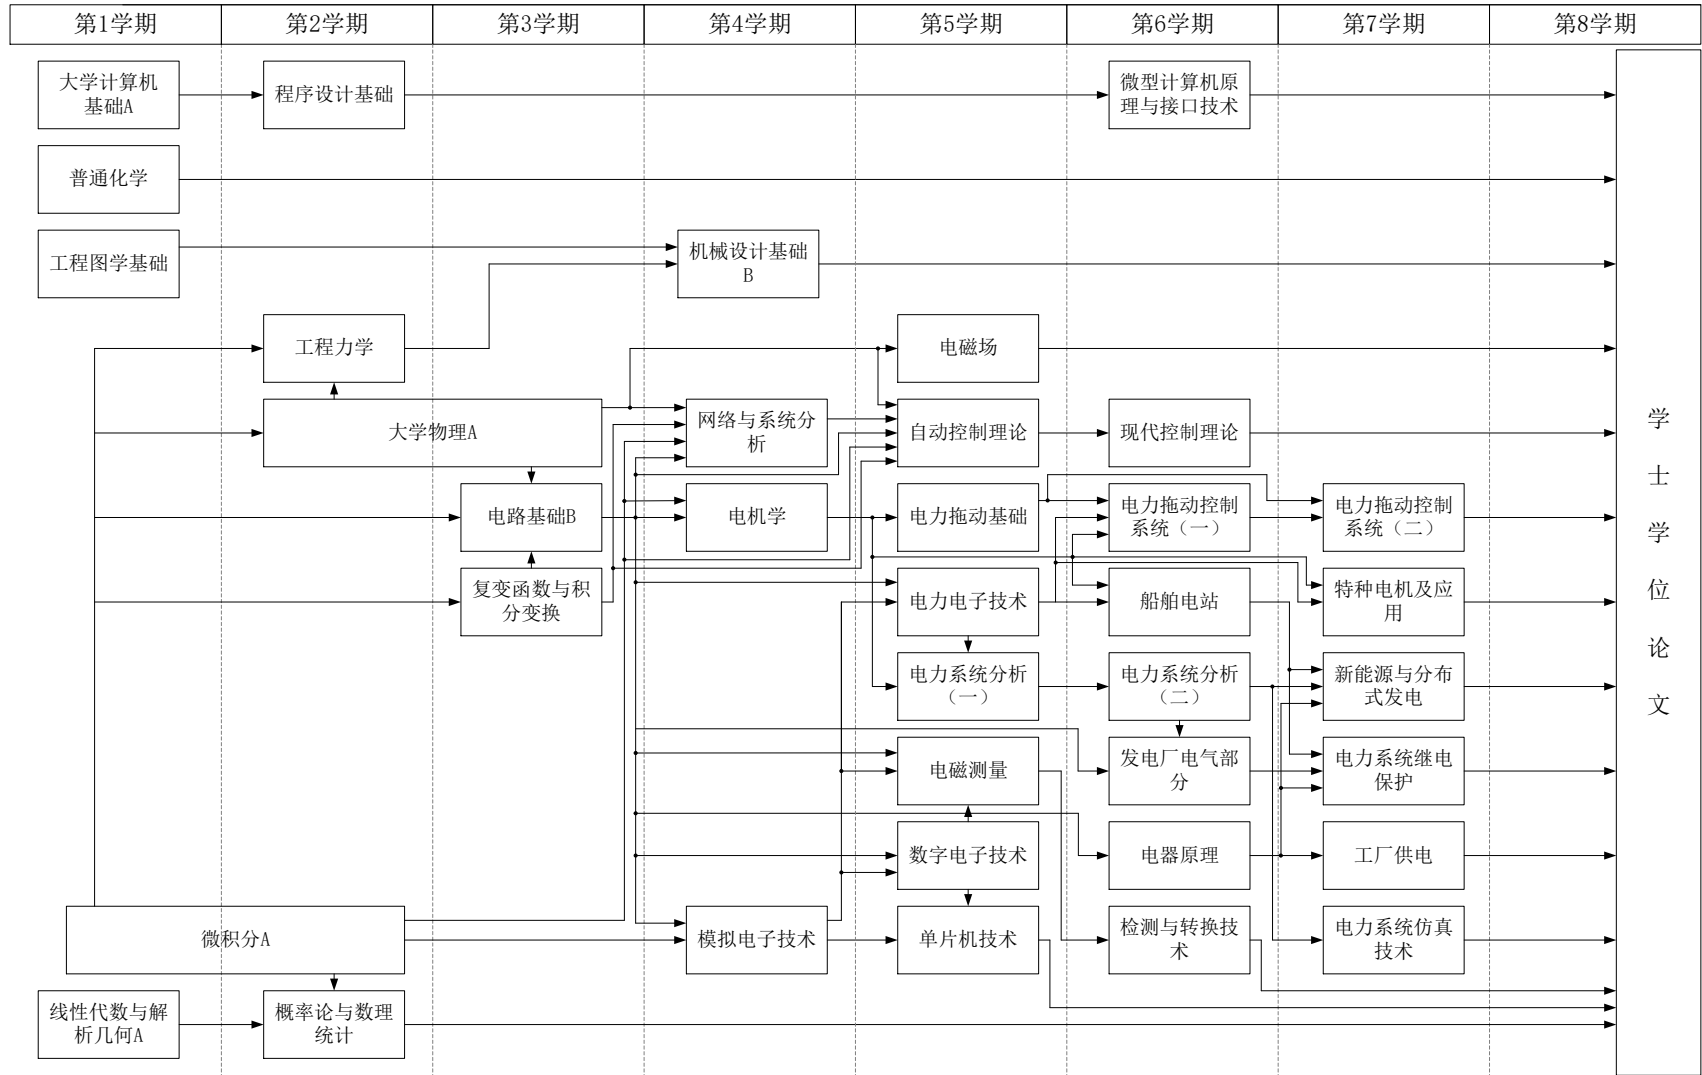 第1学期
第2学期
第3学期
第4学期
第5学期
第6学期
第7学期
第8学期
大学计算机
基础A
程序设计基础
微型计算机原
理与接口技术
普通化学
工程图学基础
机械设计基础
B
工程力学
电磁场
大学物理A
网络与系统分
析
自动控制理论
现代控制理论
电路基础B
电机学
电力拖动基础
电力拖动控制
系统（一）
电力拖动控制
系统（二）
复变函数与积
分变换
电力电子技术
船舶电站
特种电机及应
用
电力系统分析
（一）
电力系统分析
（二）
新能源与分布
式发电
电磁测量
发电厂电气部
分
电力系统继电
保护
数字电子技术
电器原理
工厂供电
微积分A
模拟电子技术
单片机技术
检测与转换技
术
电力系统仿真
技术
线性代数与解
析几何A
概率论与数理
统计
学
士
学
位
论
文